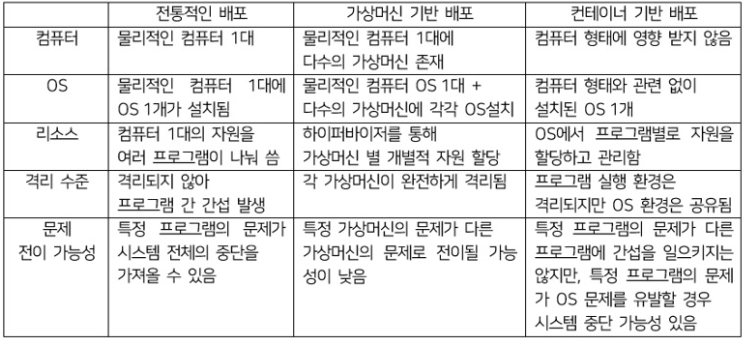 전통적인 배포 가상머신 기반 배포 컨테이너 기반 배포
컴퓨터 물리적인 컴퓨터 1대 물리적인 컴퓨터 1대에 컴퓨터 형태에 영향 받지 않음
다수의 가상머신 존재
OS 물리적인 컴퓨터 1대에 물리적인 컴퓨터 OS 1대 + 컴퓨터 형태와 관련 없이
OS 1개가 설치됨 다수의 가상머신에 각각 OS설치 설치된 OS 1개
리소스 컴퓨터 1대의 자원을 하이퍼바이저를 통해 OS에서 프로그램별로 자원을
여러 프로그램이 나눠 씀 가상머신 별 개별적 자원 할당 할당하고 관리함
격리 수준 격리되지 않아 각 가상머신이 완전하게 격리됨 프로그램 실행 환경은
프로그램 간 간섭 발생 격리되지만 OS 환경은 공유됨
문제 특정 프로그램의 문제가 특정 가상머신의 문제가 다른 특정 프로그램의 문제가 다른
전이 가능성 시스템 전체의 중단을 가상머신의 문제로 전이될 가능 프로그램에 간섭을 일으키지는
가져올 수 있음 성이 낮음 않지만, 특정 프로그램의 문제
가 OS 문제를 유발할 경우
시스템 중단 가능성 있음